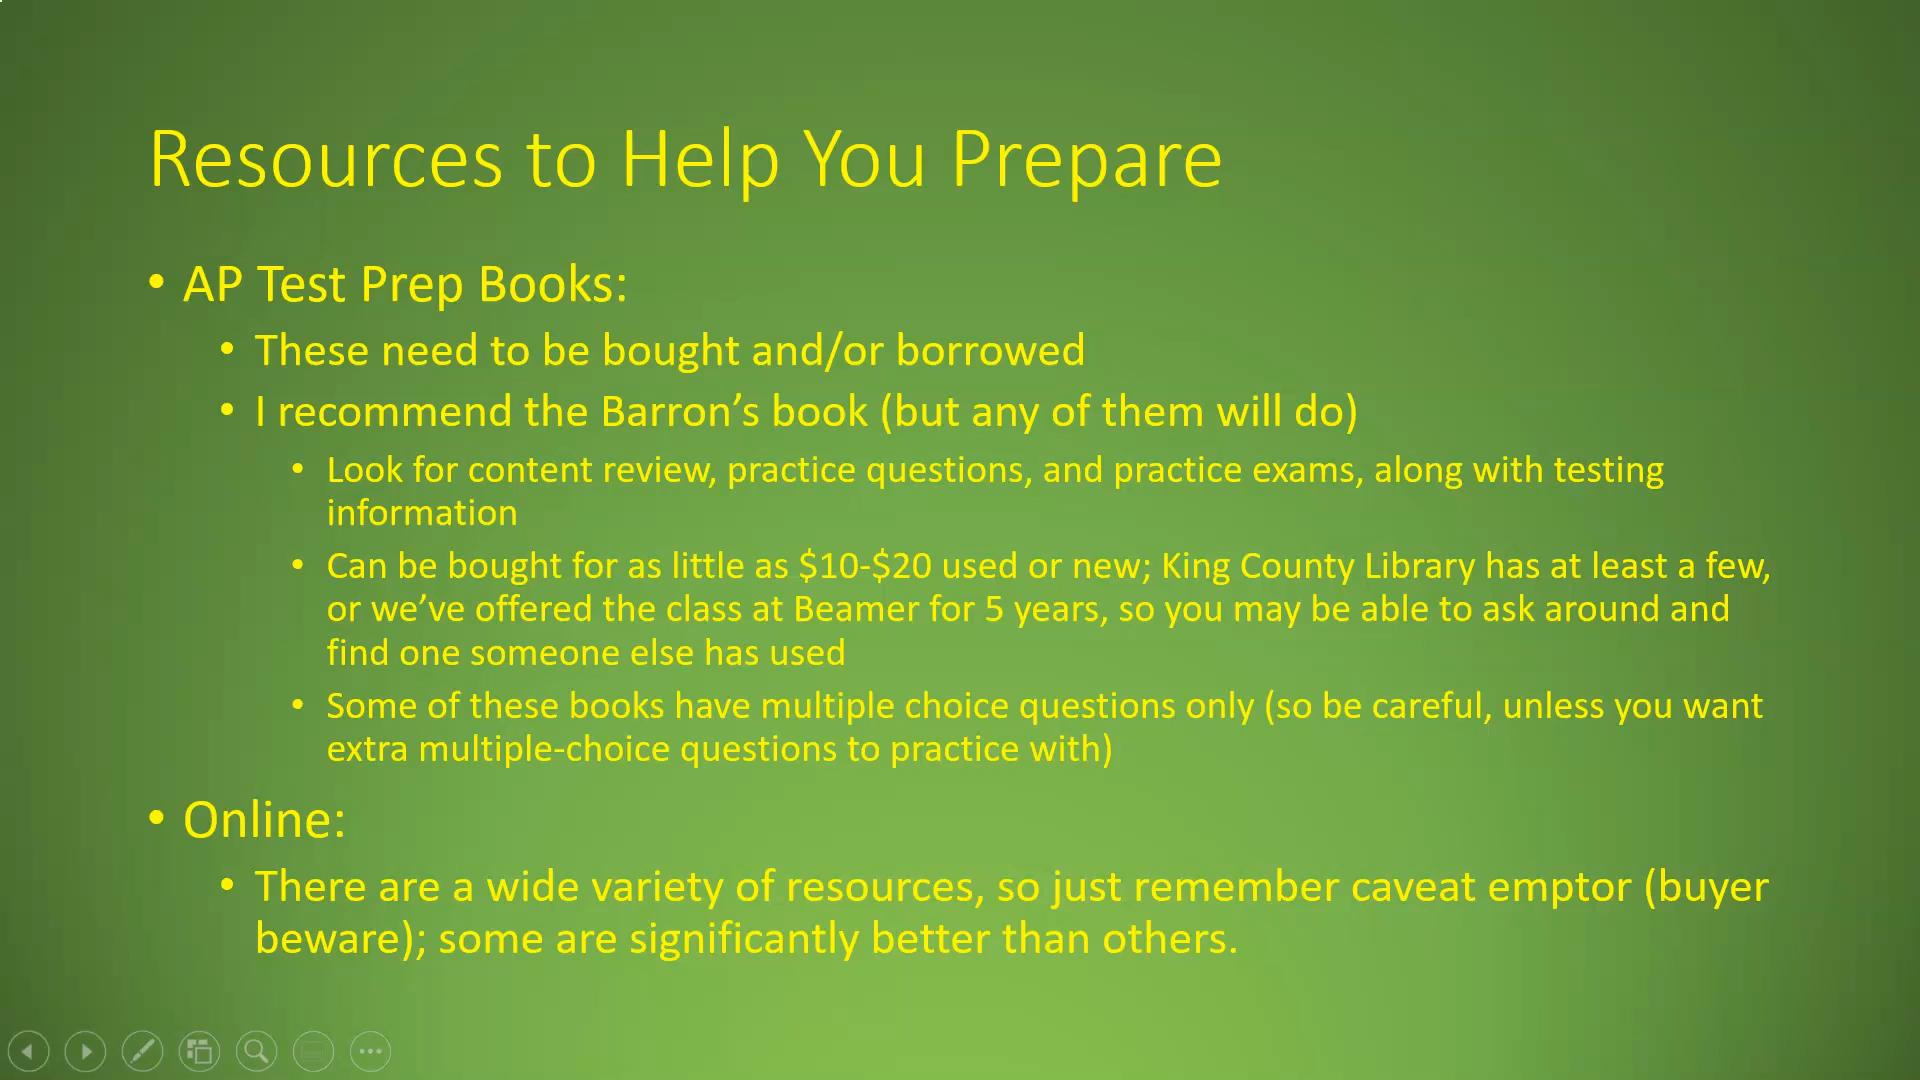 Resources to Help You Prepare
• AP Test Prep Books:
• These need to be bought and/or borrowed
• I recommend the Barron’s book (but any of them will do)
• Look for content review, practice questions, and practice exams, along with testing
information
• Can be bought for as little as $10-$20 used or new; King County Library has at least a few,
or we’ve offered the class at Beamer for 5 years, so you may be able to ask around and
find one someone else has used
• Some of these books have multiple choice questions only (so be careful, unless you want
extra multiple-choice questions to practice with)
• Online:
• There are a wide variety of resources, so just remember caveat emptor (buyer
beware); some are significantly better than others.